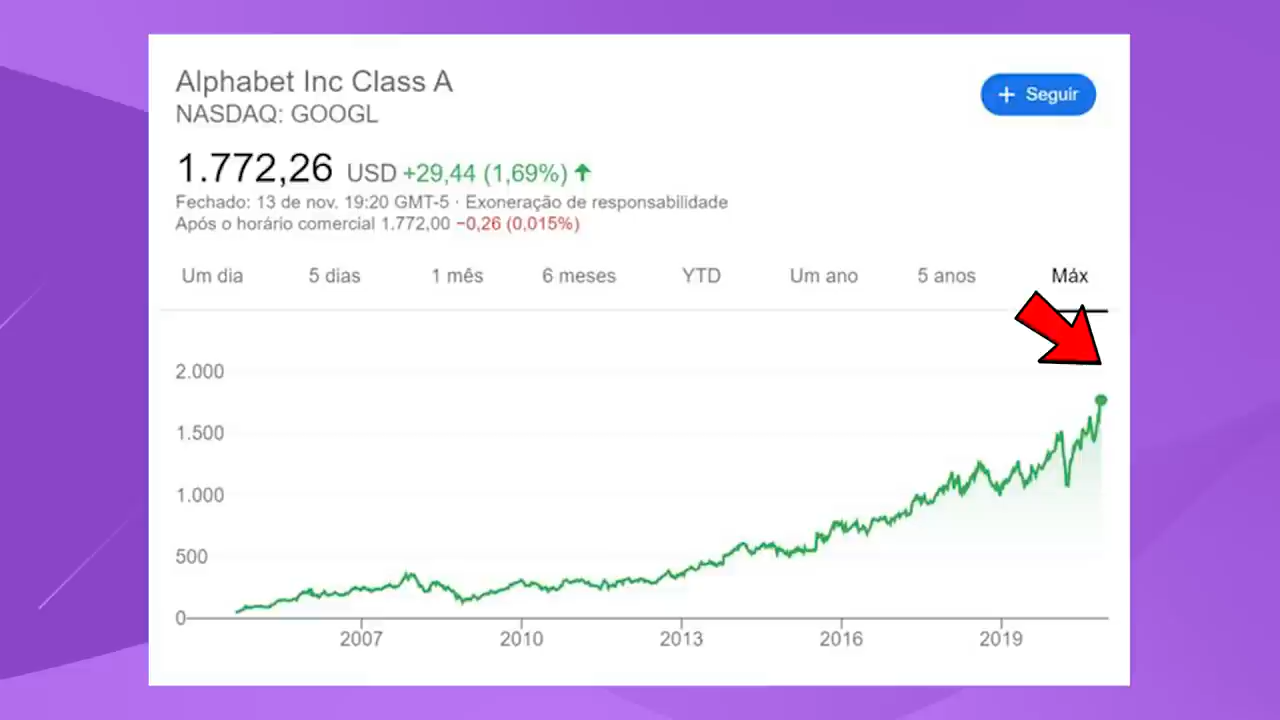 Alphabet Inc Class A
NASDAQ: GOOGL
+ Seguir
1.772,26 USD +29,44 (1,69%)
Fechado: 13 de nov. 19:20 GMT-5 · Exoneração de responsabilidade
Após o horário comercial 1.772,00 −0,26 (0,015%)
Um dia 5 dias 1 mês 6 meses YTD Um ano 5 anos Máx
2.000
1.500
1.000
500
0
2007 2010 2013 2016 2019